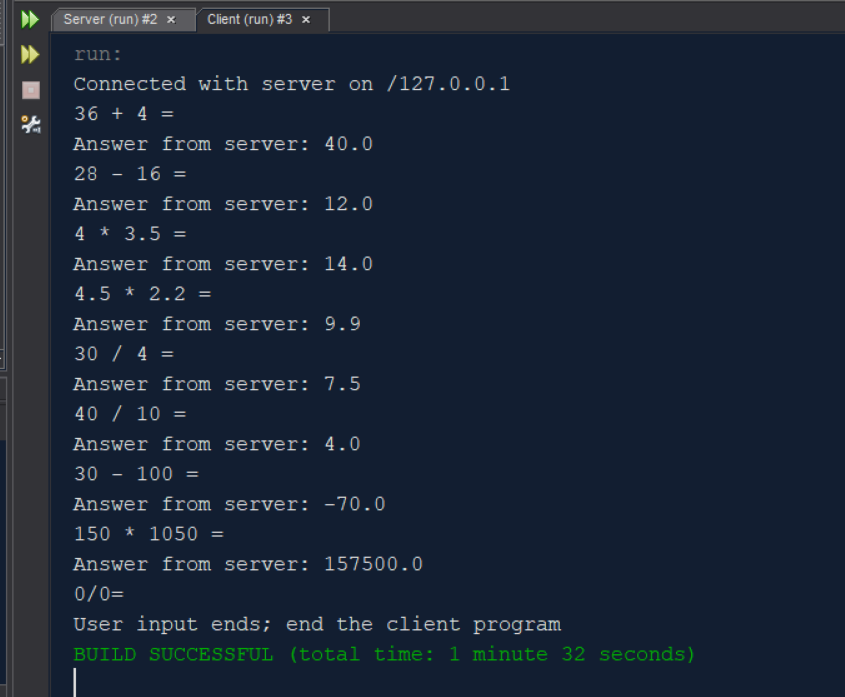 Server (run) #2 × Client (run) #3 ×
run:
Connected with server on /127.0.0.1
36 + 4 =
Answer from server: 40.0
28 - 16 =
Answer from server: 12.0
4 * 3.5 =
Answer from server: 14.0
4.5 * 2.2 =
Answer from server: 9.9
30 / 4 =
Answer from server: 7.5
40 / 10 =
Answer from server: 4.0
30 - 100 =
Answer from server: -70.0
150 * 1050 =
Answer from server: 157500.0
0/0=
User input ends; end the client program
BUILD SUCCESSFUL (total time: 1 minute 32 seconds)